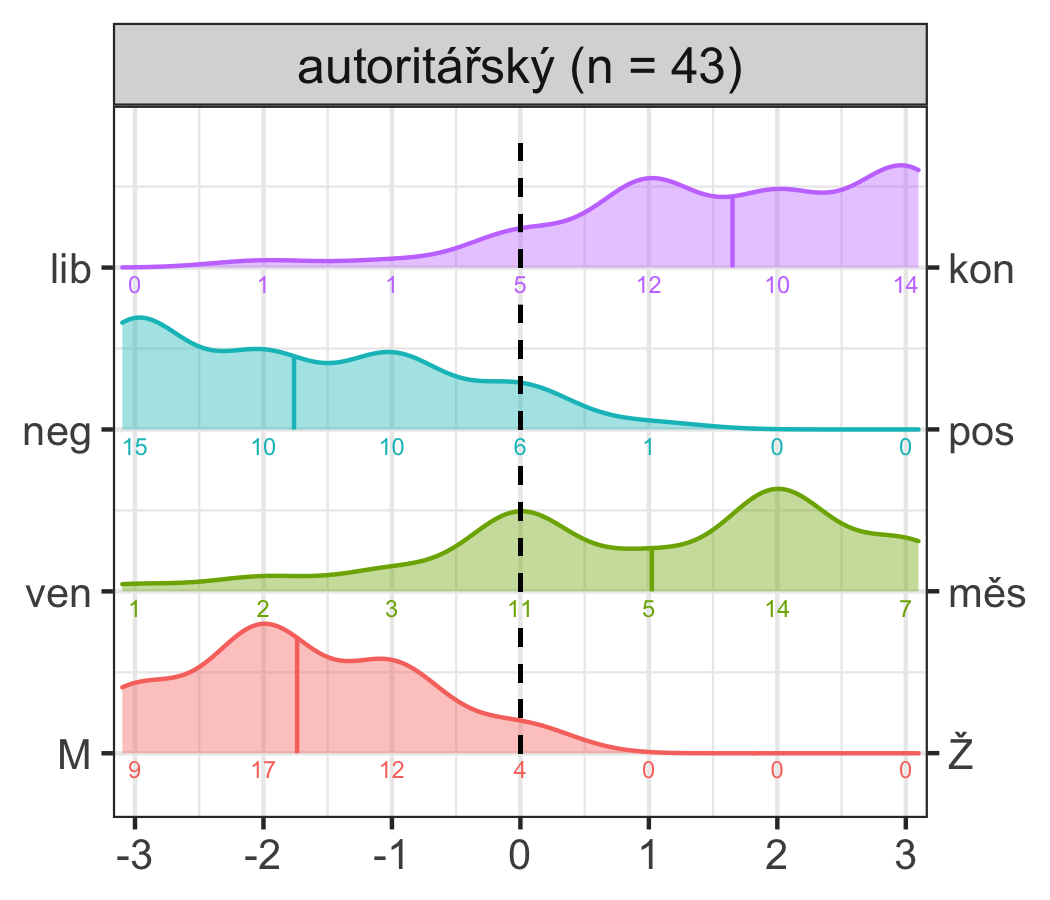 autoritářský (n = 43)
lib kon
0 1 1 5 12 10 14
neg pos
15 10 10 6 1 0 0
ven měs
1 2 3 11 5 14 7
M Ž
9 17 12 4 0 0 0
-3 -2 -1 0 1 2 3